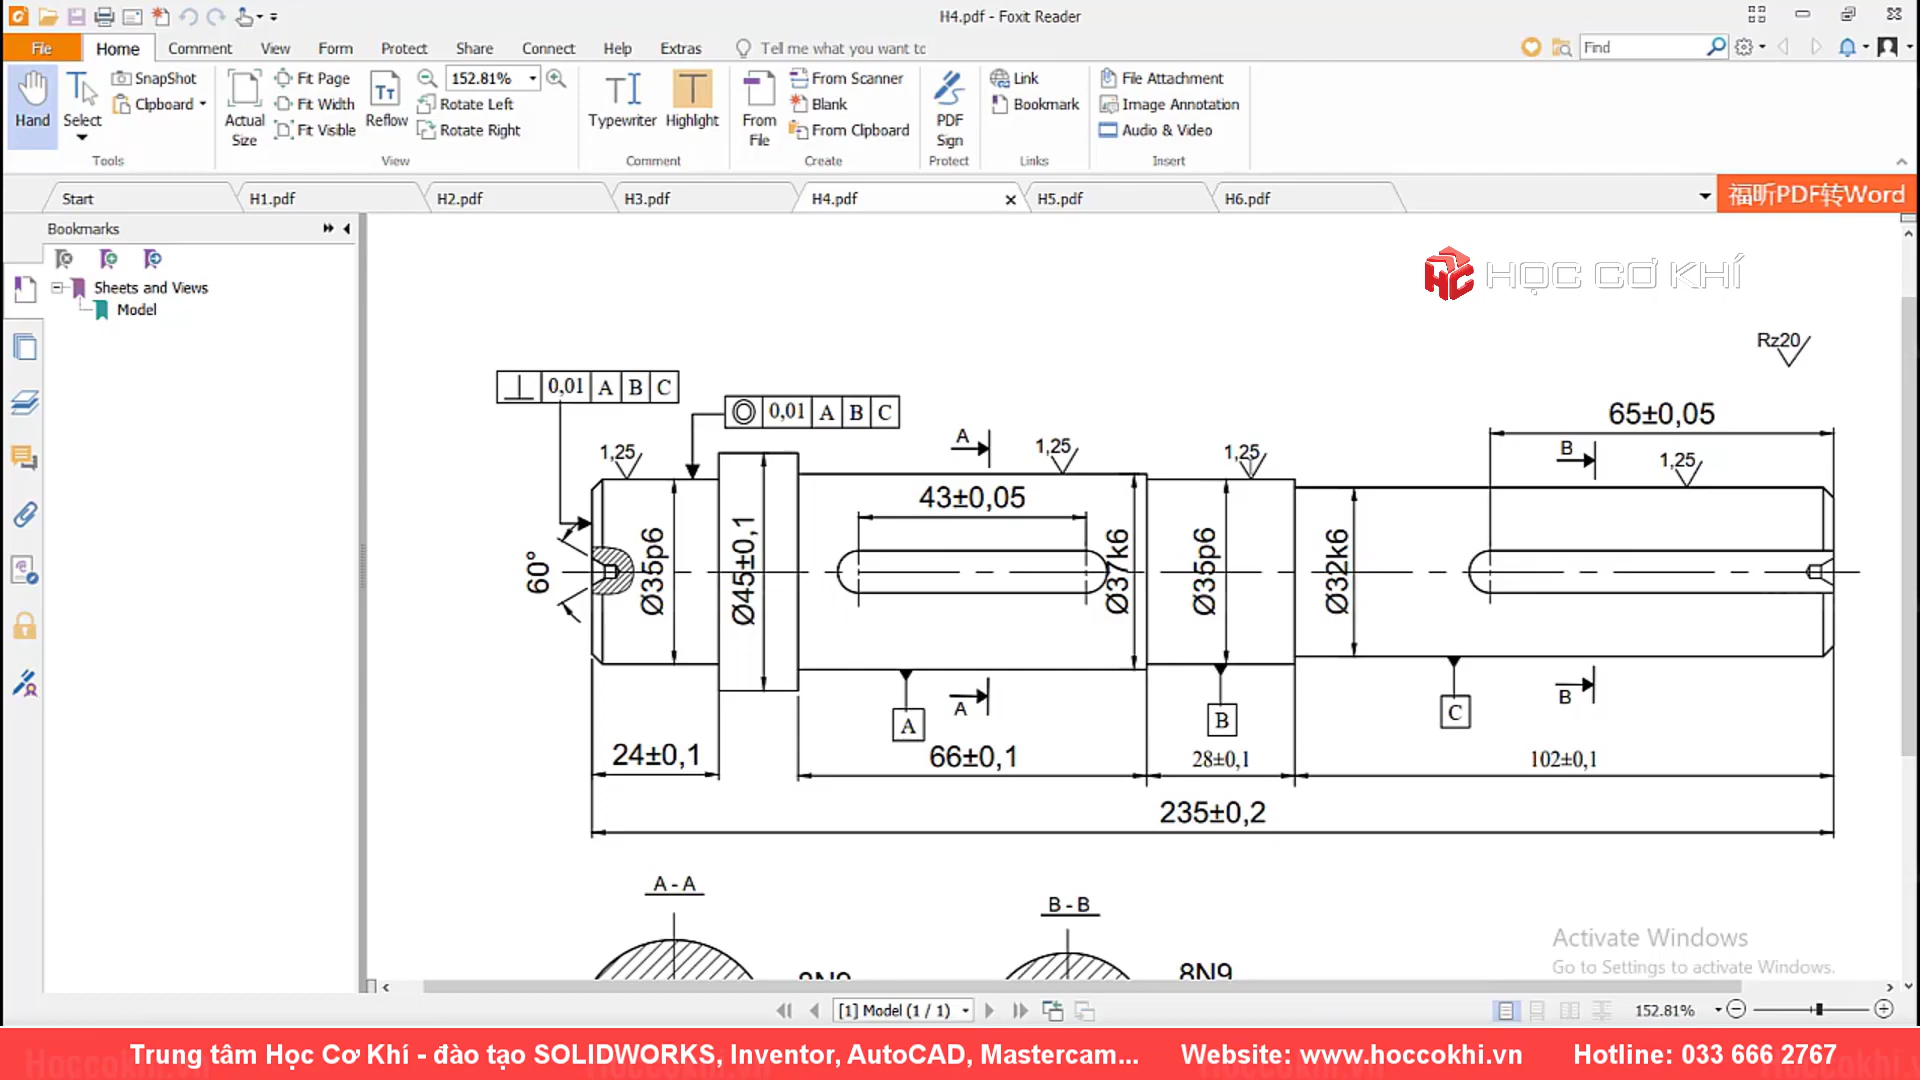 H4.pdf - Foxit Reader
File Home Comment View Form Protect Share Connect Help Extras Tell me what you want to Find
Hand
Select
SnapShot
Clipboard
Tools
Actual Size
Fit Page
Fit Width
Fit Visible
Reflow
152.81%
Rotate Left
Rotate Right
View
Typewriter
Highlight
Comment
From File
From Scanner
Blank
From Clipboard
Create
PDF Sign
Protect
Link
Bookmark
Links
File Attachment
Image Annotation
Audio & Video
Insert
Start H1.pdf H2.pdf H3.pdf H4.pdf H5.pdf H6.pdf
福昕PDF转Word
Bookmarks
Sheets and Views
Model
HC HỌC CƠ KHÍ
Rz20
0,01 A B C
0,01 A B C
65±0,05
1,25
A
1,25
1,25
B
1,25
43±0,05
60°
Ø35p6
Ø45±0,1
Ø37k6
Ø35p6
Ø32k6
A
A
B
B
C
24±0,1
66±0,1
28±0,1
102±0,1
235±0,2
A - A
B - B
8N9
8N9
Activate Windows
Go to Settings to activate Windows.
[1] Model (1 / 1)
152.81%
Trung tâm Học Cơ Khí - đào tạo SOLIDWORKS, Inventor, AutoCAD, Mastercam... Website: www.hoccokhi.vn Hotline: 033 666 2767